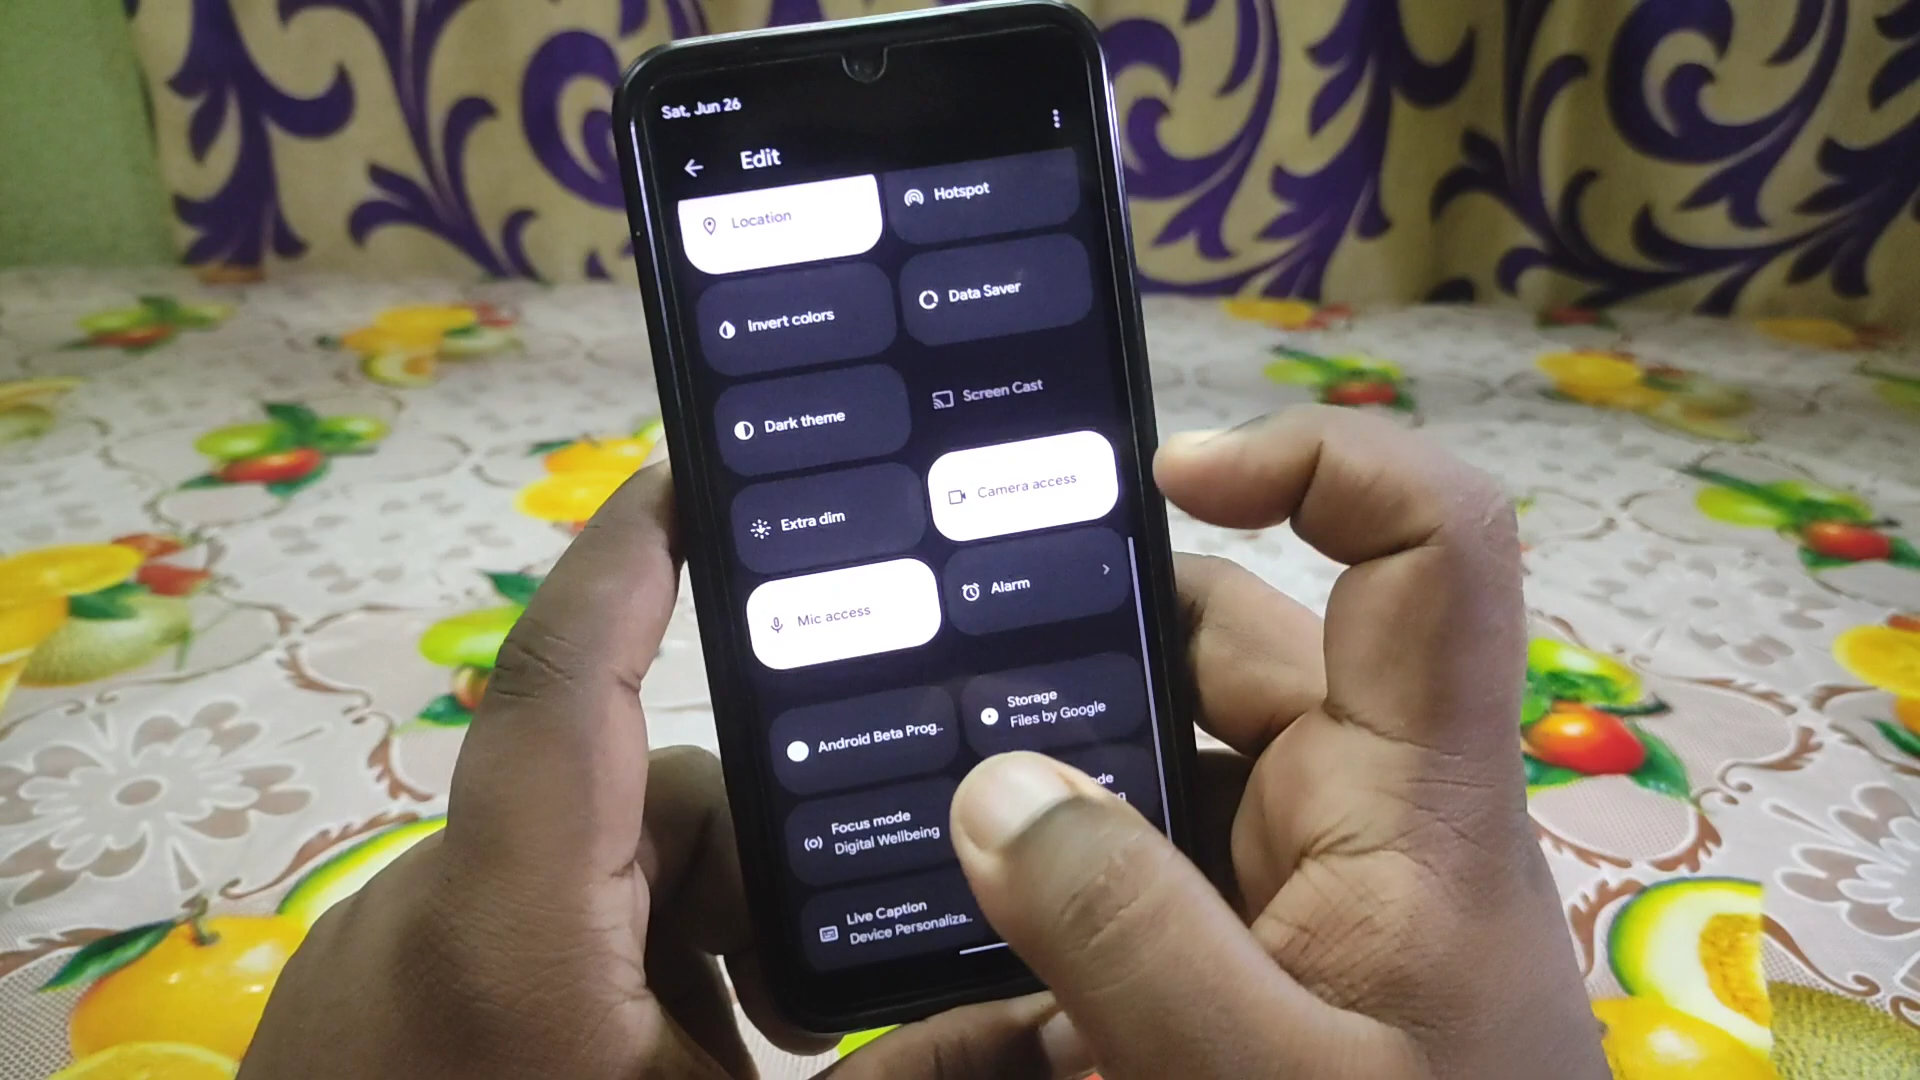 Sat, Jun 26
Edit
Location
Hotspot
Invert colors
Data Saver
Dark theme
Screen Cast
Extra dim
Camera access
Mic access
Alarm
Android Beta Prog..
Storage
Files by Google
Focus mode
Digital Wellbeing
Live Caption
Device Personaliza..